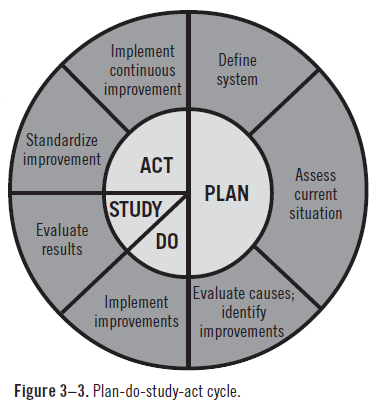 Implement
continuous
improvement
Define
system
Standardize
improvement
ACT
PLAN
Assess
current
situation
STUDY
DO
Evaluate
results
Implement
improvements
Evaluate causes;
identify
improvements
Figure 3–3. Plan-do-study-act cycle.